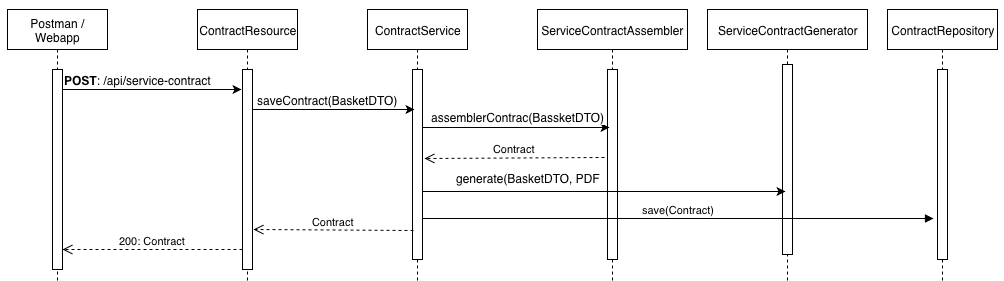 Postman /
Webapp
ContractResource
ContractService
ServiceContractAssembler
ServiceContractGenerator
ContractRepository
POST: /api/service-contract
saveContract(BasketDTO)
assemblerContrac(BassketDTO)
Contract
generate(BasketDTO, PDF
save(Contract)
Contract
200: Contract